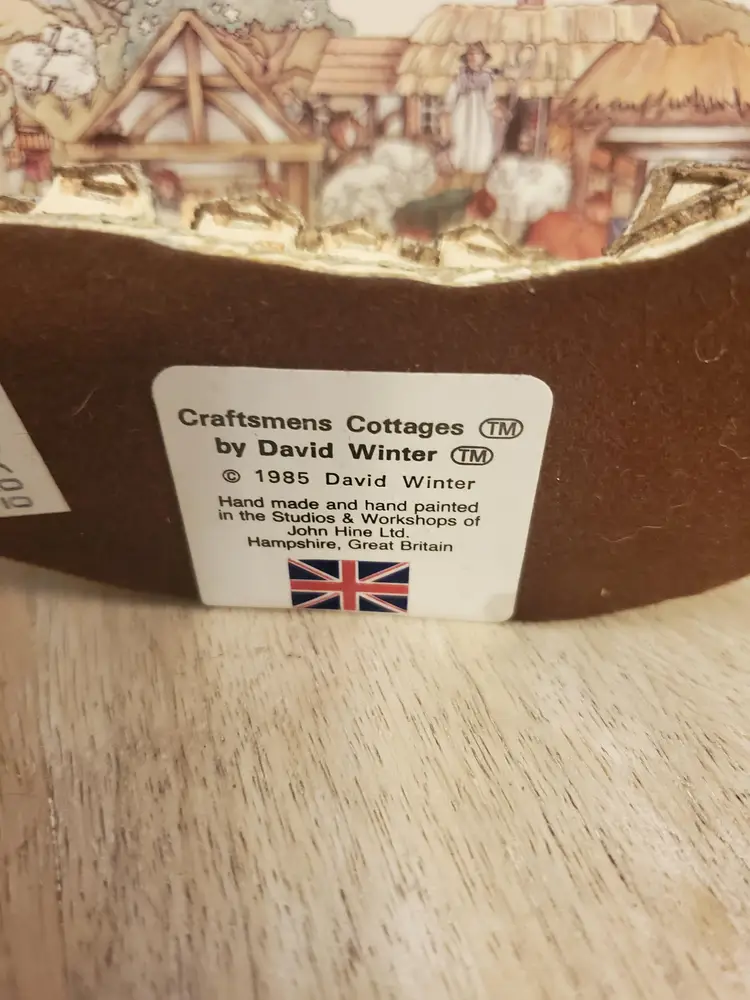 Craftsmens Cottages TM
by David Winter TM
© 1985 David Winter
Hand made and hand painted
in the Studios & Workshops of
John Hine Ltd.
Hampshire, Great Britain